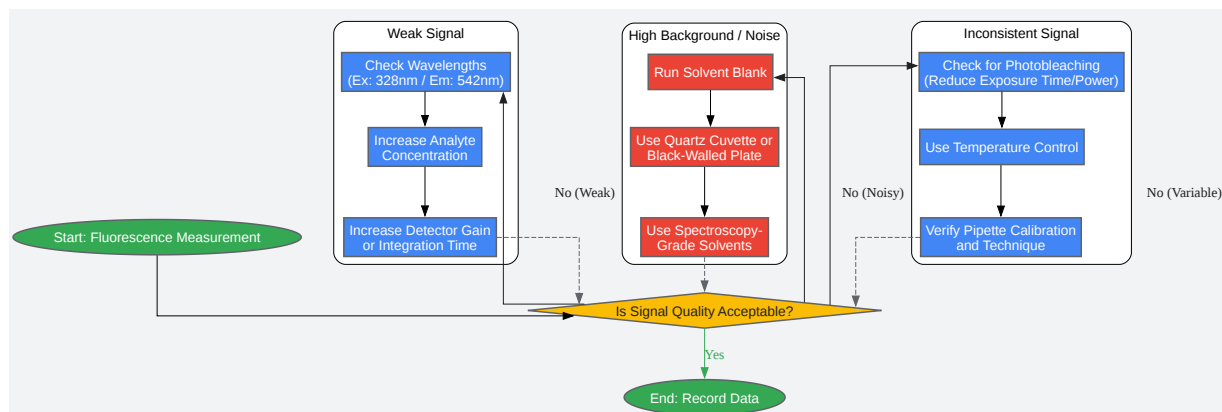 Weak Signal
Check Wavelengths
(Ex: 328nm / Em: 542nm)
Increase Analyte
Concentration
Increase Detector Gain
or Integration Time
High Background / Noise
Run Solvent Blank
Use Quartz Cuvette or
Black-Walled Plate
Use Spectroscopy-
Grade Solvents
Inconsistent Signal
Check for Photobleaching
(Reduce Exposure Time/Power)
Use Temperature Control
Verify Pipette Calibration
and Technique
No (Weak)
No (Noisy)
No (Variable)
Start: Fluorescence Measurement
Is Signal Quality Acceptable?
Yes
End: Record Data